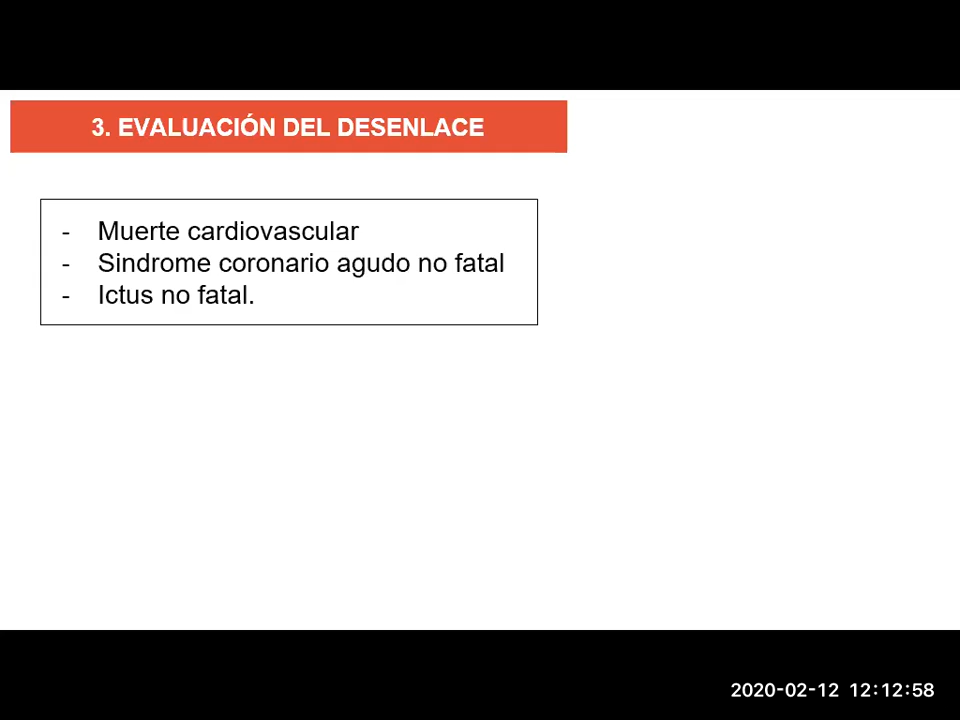 3. EVALUACIÓN DEL DESENLACE
- Muerte cardiovascular
- Sindrome coronario agudo no fatal
- Ictus no fatal.
2020-02-12 12:12:58